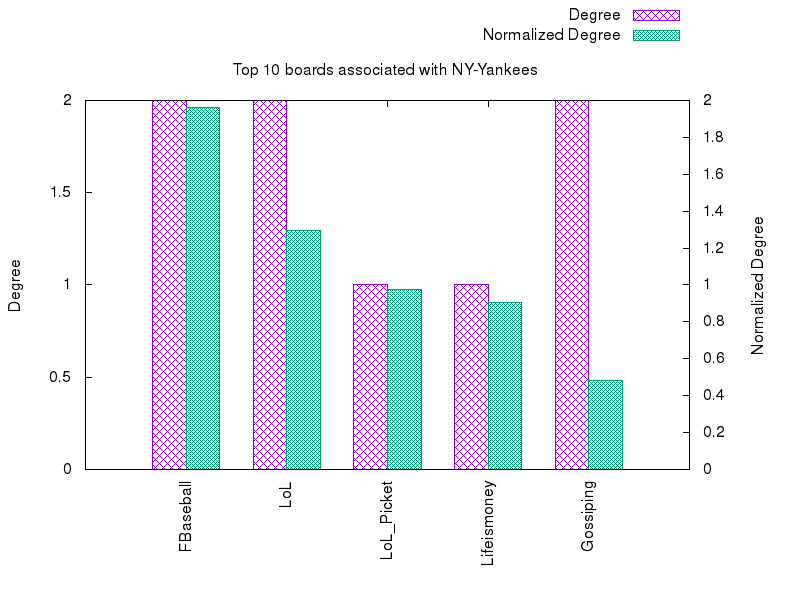 Degree
Normalized Degree
Top 10 boards associated with NY-Yankees
2
1.5
1
0.5
0
Degree
2
1.8
1.6
1.4
1.2
1
0.8
0.6
0.4
0.2
0
Normalized Degree
FBaseball
LoL
LoL_Picket
Lifeismoney
Gossiping